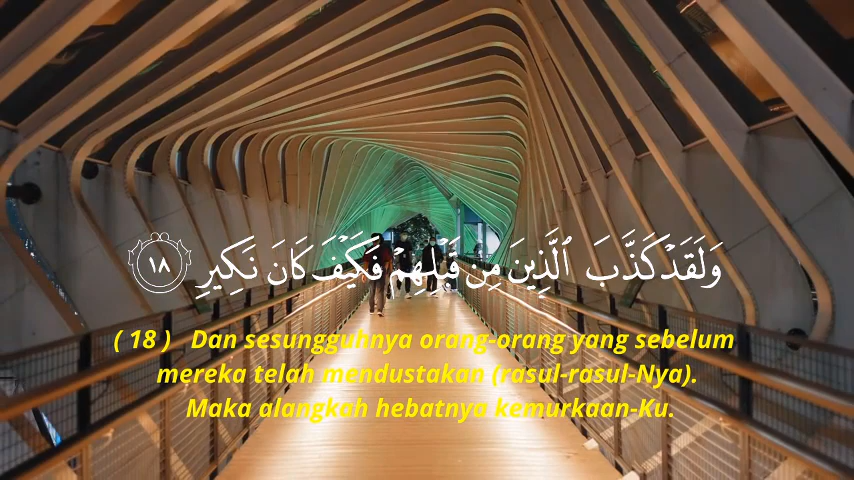 وَلَقَدْ كَذَّبَ ٱلَّذِينَ مِن قَبْلِهِمْ فَكَيْفَ كَانَ نَكِيرِ ١٨
( 18 ) Dan sesungguhnya orang-orang yang sebelum
mereka telah mendustakan (rasul-rasul-Nya).
Maka alangkah hebatnya kemurkaan-Ku.